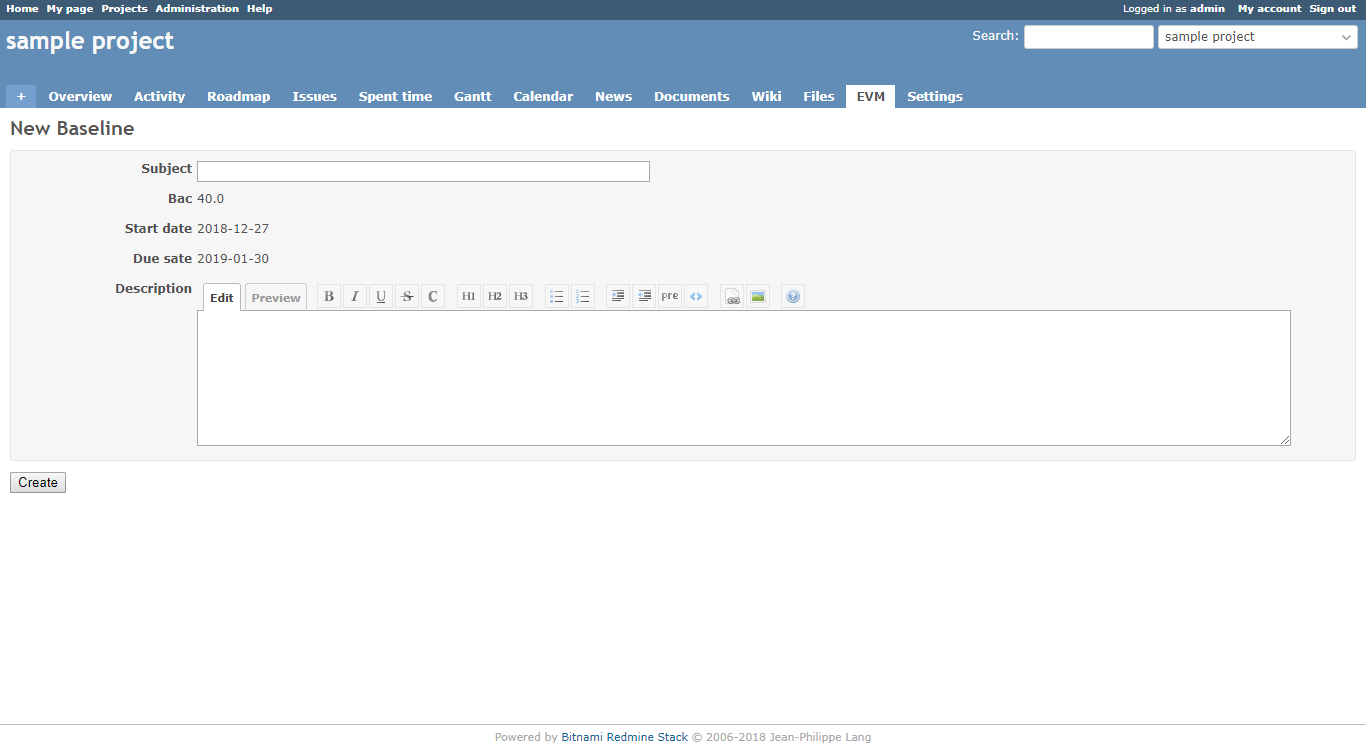 Home My page Projects Administration Help Logged in as admin My account Sign out
sample project Search: sample project
+ Overview Activity Roadmap Issues Spent time Gantt Calendar News Documents Wiki Files EVM Settings
New Baseline
Subject
Bac 40.0
Start date 2018-12-27
Due sate 2019-01-30
Description Edit Preview B I U S C H1 H2 H3 pre <> ?
Create
Powered by Bitnami Redmine Stack © 2006-2018 Jean-Philippe Lang